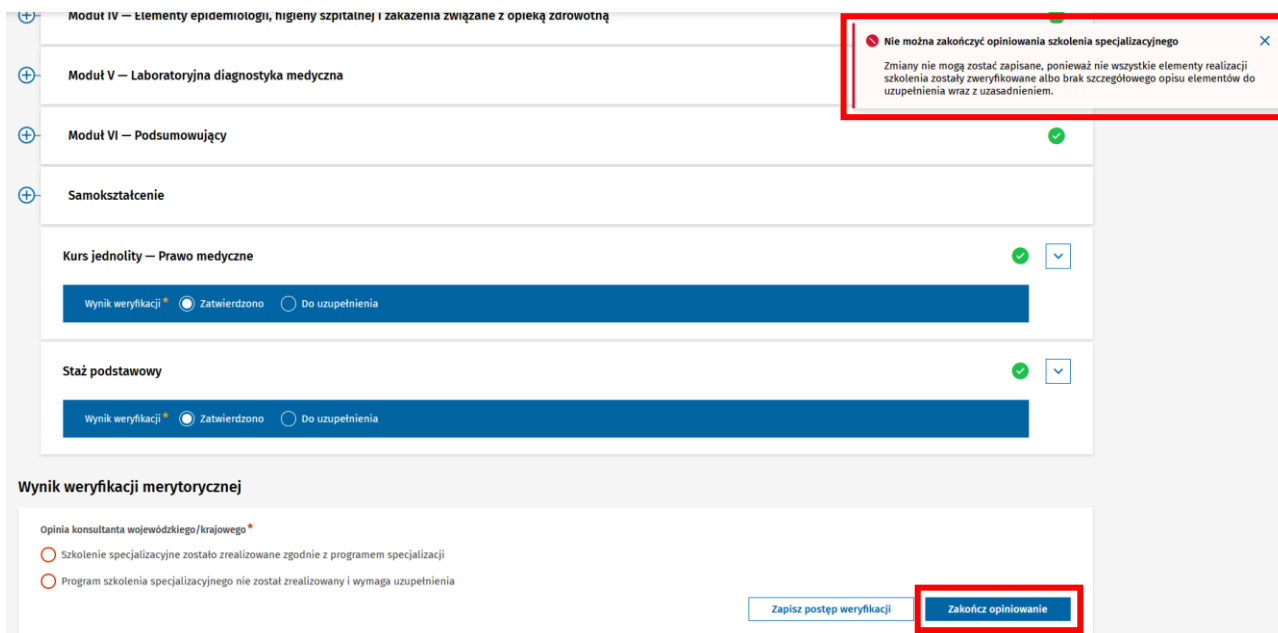 Moduł IV — Elementy epidemiologii, higieny szpitalnej i zakażenia związane z opieką zdrowotną
Nie można zakończyć opiniowania szkolenia specjalizacyjnego
Zmiany nie mogą zostać zapisane, ponieważ nie wszystkie elementy realizacji
szkolenia zostały zweryfikowane albo brak szczegółowego opisu elementów do
uzupełnienia wraz z uzasadnieniem.
Moduł V — Laboratoryjna diagnostyka medyczna
Moduł VI — Podsumowujący
Samokształcenie
Kurs jednolity — Prawo medyczne
Wynik weryfikacji * Zatwierdzono Do uzupełnienia
Staż podstawowy
Wynik weryfikacji * Zatwierdzono Do uzupełnienia
Wynik weryfikacji merytorycznej
Opinia konsultanta wojewódzkiego/krajowego *
Szkolenie specjalizacyjne zostało zrealizowane zgodnie z programem specjalizacji
Program szkolenia specjalizacyjnego nie został zrealizowany i wymaga uzupełnienia
Zapisz postęp weryfikacji Zakończ opiniowanie